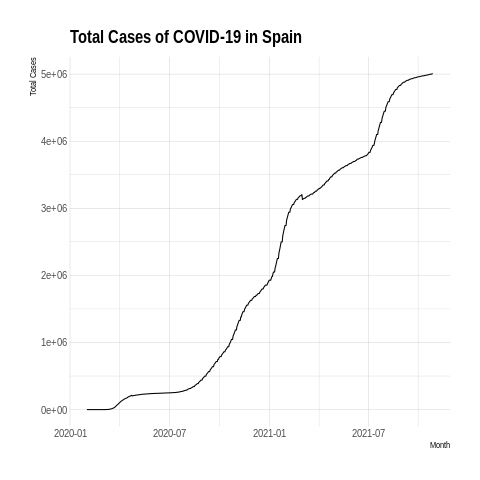 Total Cases of COVID-19 in Spain
Total Cases
5e+06
4e+06
3e+06
2e+06
1e+06
0e+00
2020-01 2020-07 2021-01 2021-07
Month